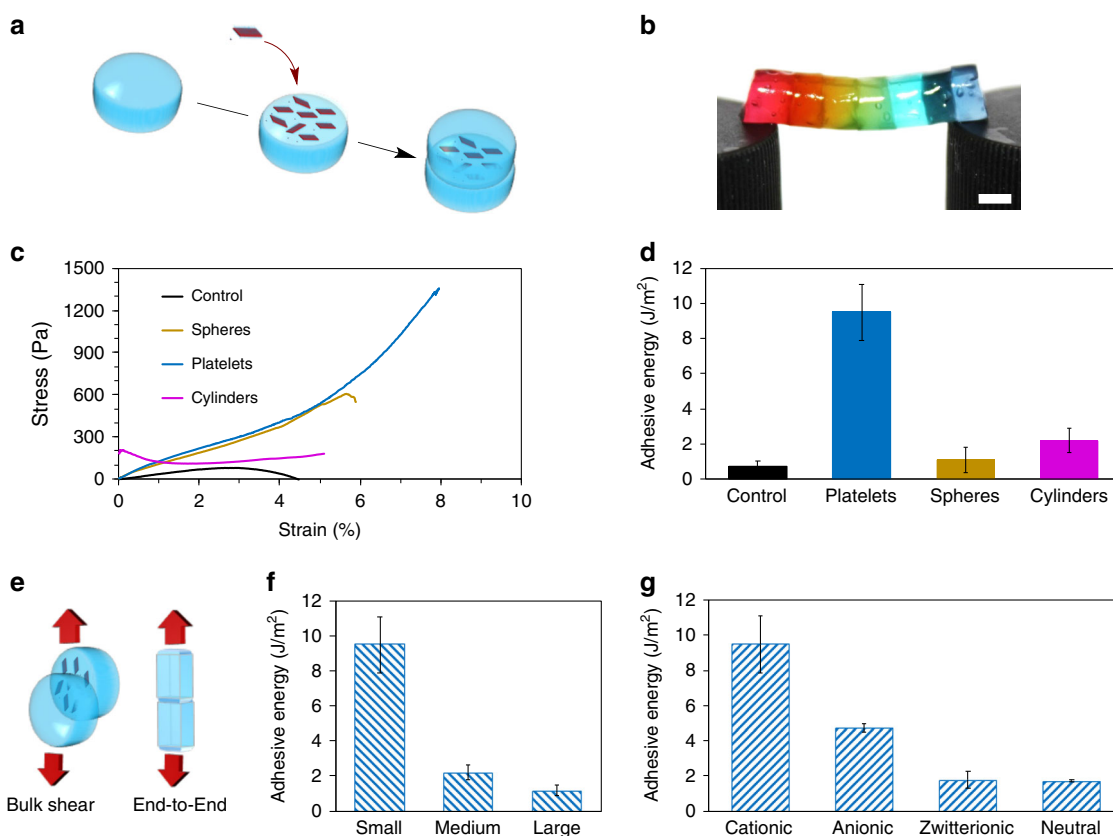 a
b
c
Stress (Pa)
1500
1200
900
600
300
0
Control
Spheres
Platelets
Cylinders
0 2 4 6 8 10
Strain (%)
d
Adhesive energy (J/m²)
12
10
8
6
4
2
0
Control Platelets Spheres Cylinders
e
Bulk shear End-to-End
f
Adhesive energy (J/m²)
12
10
8
6
4
2
0
Small Medium Large
g
Adhesive energy (J/m²)
12
10
8
6
4
2
0
Cationic Anionic Zwitterionic Neutral